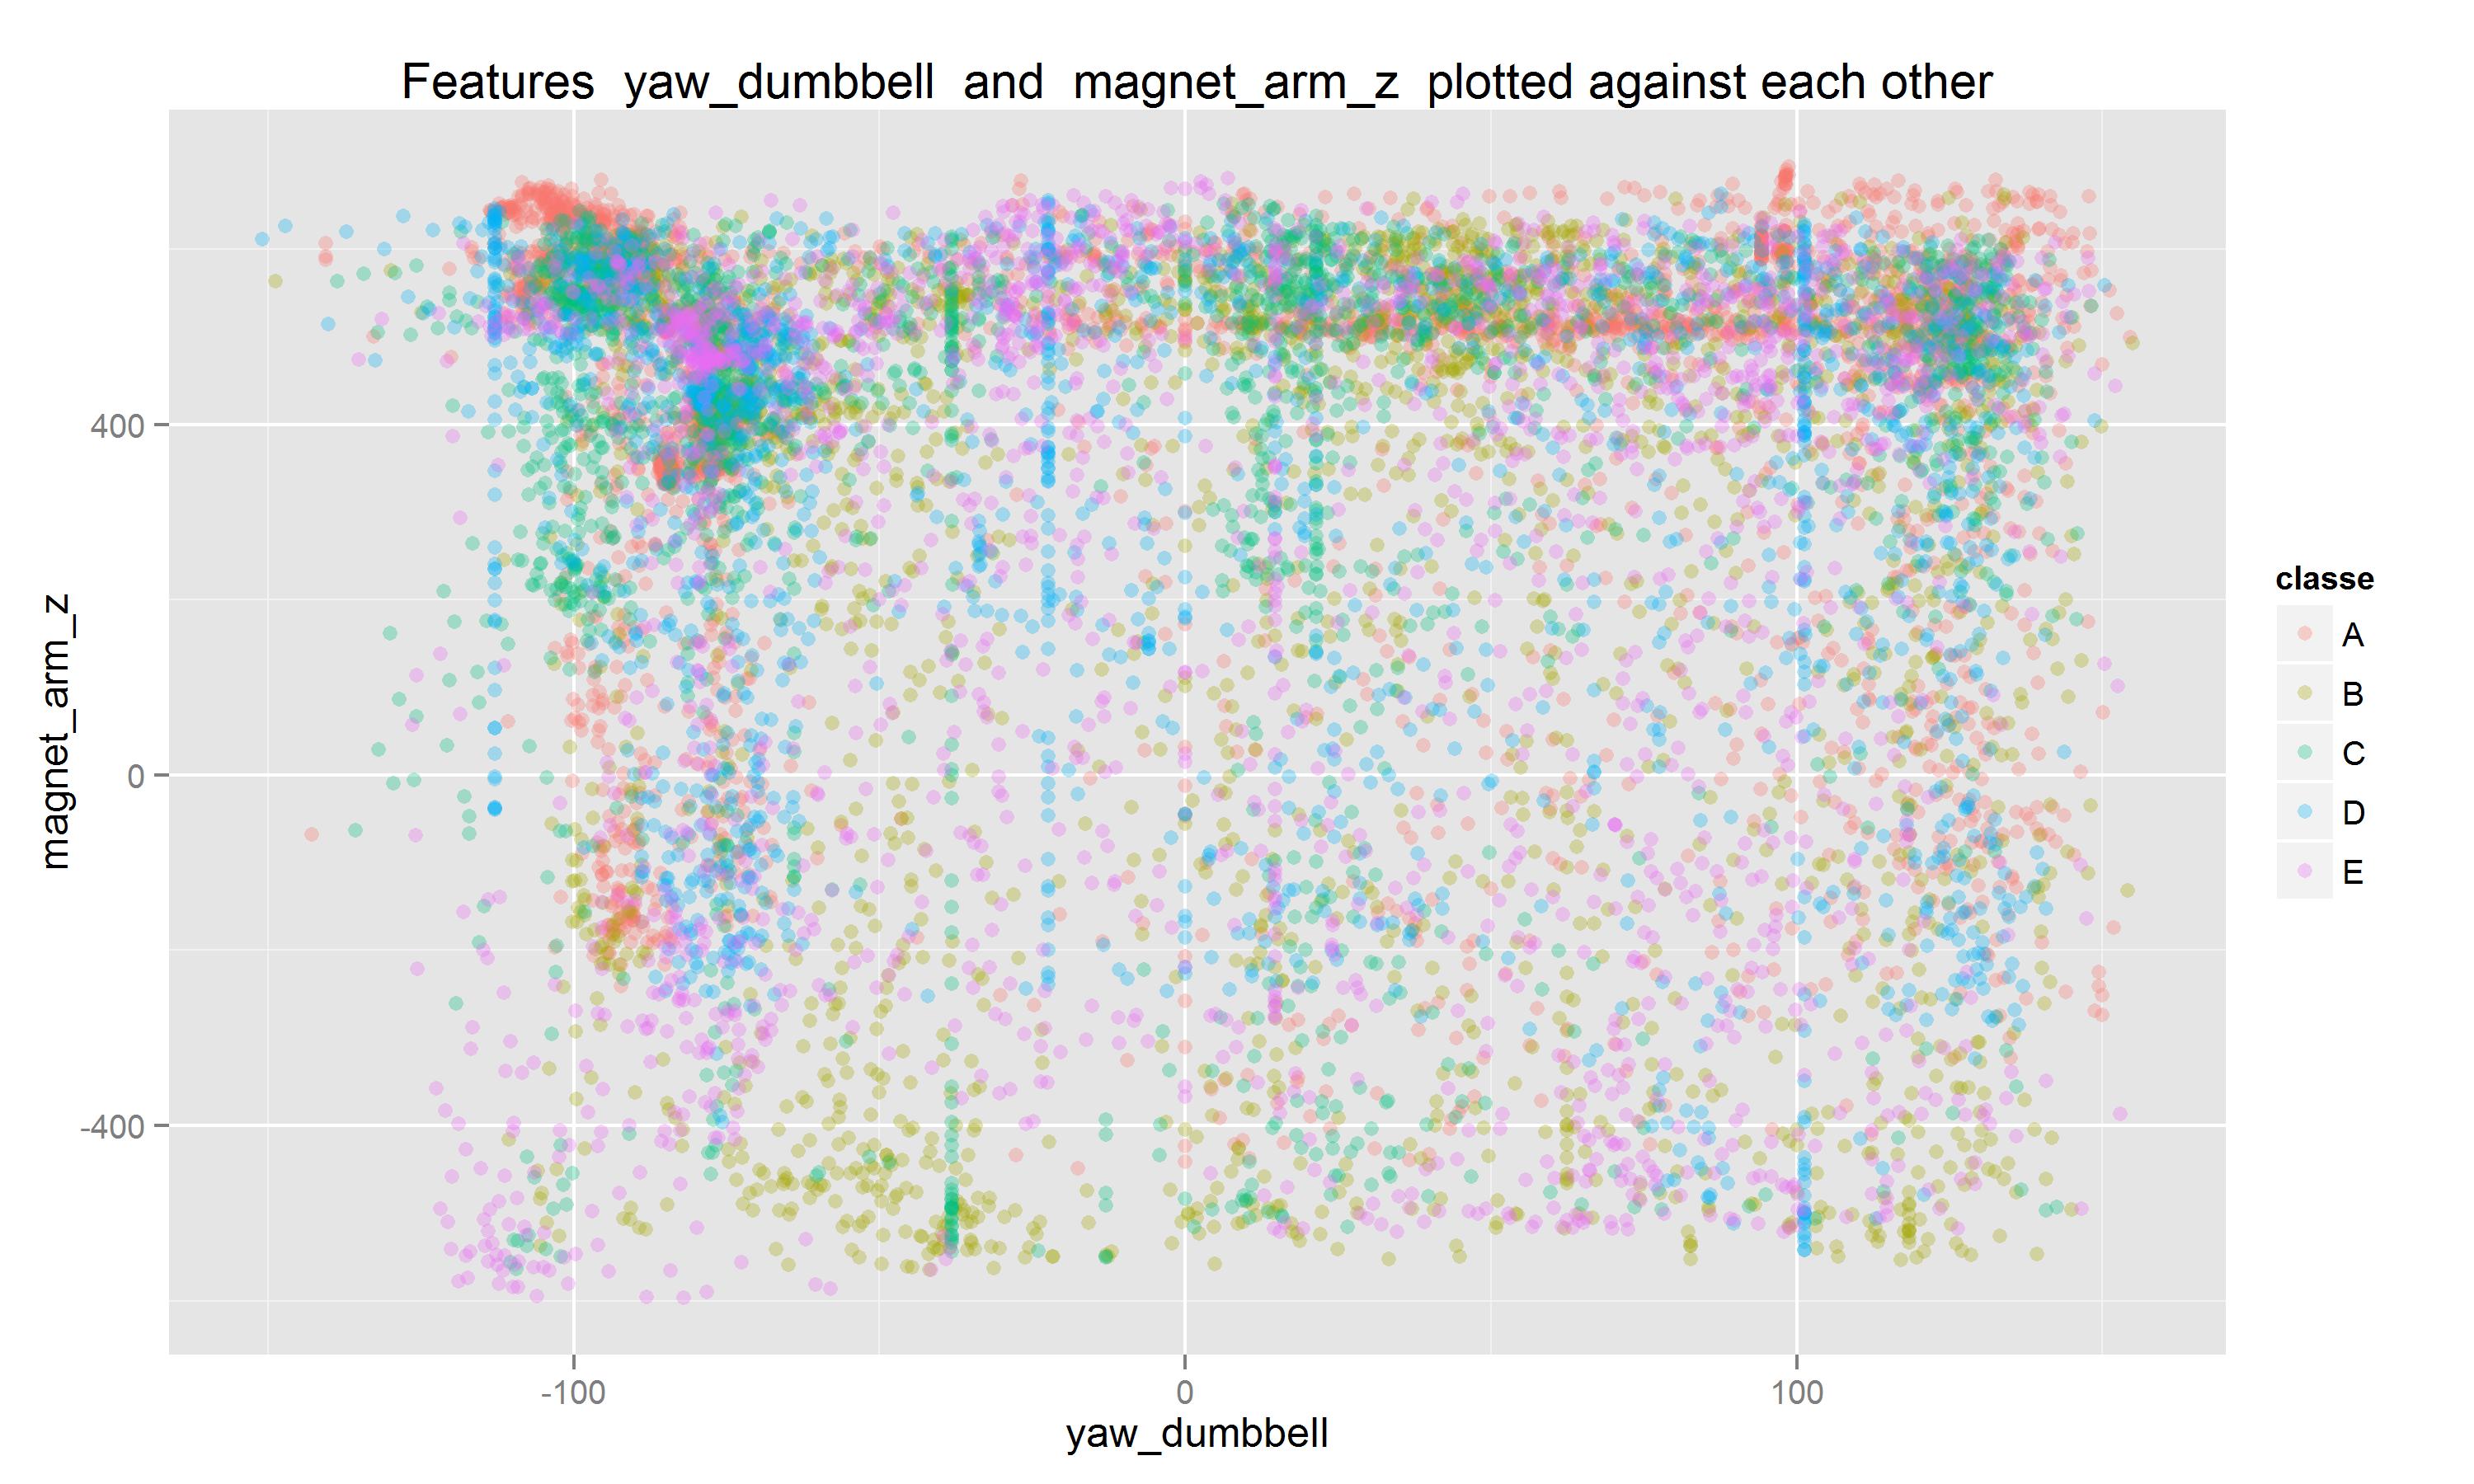 Features yaw_dumbbell and magnet_arm_z plotted against each other
magnet_arm_z
400
0
-400
-100
0
100
yaw_dumbbell
classe
A
B
C
D
E